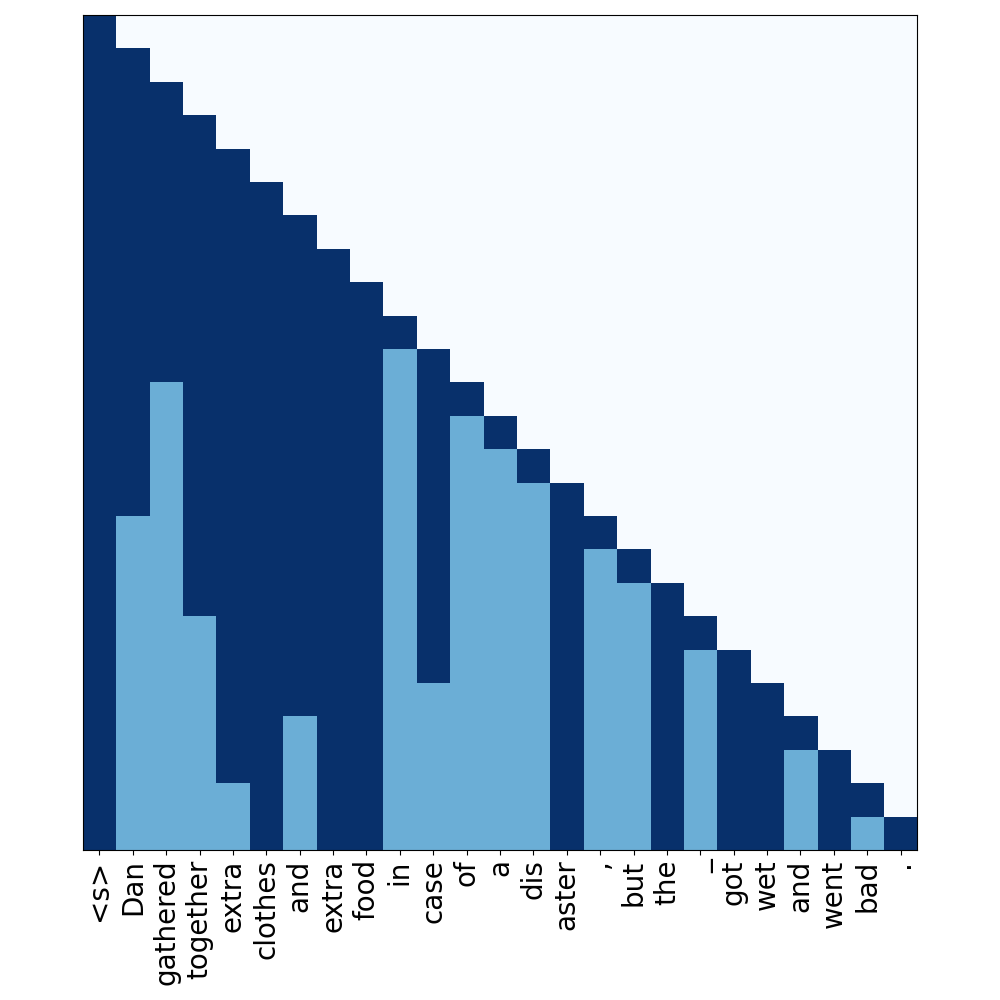 <s> Dan gathered together extra clothes and extra food in case of a dis aster , but the _ got wet and went bad .